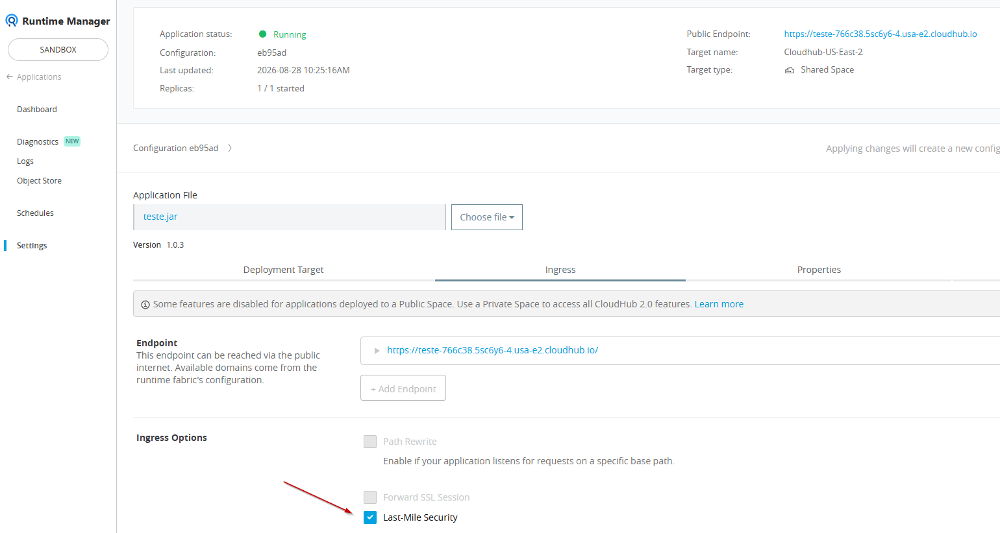 Runtime Manager
SANDBOX
Applications
Dashboard
Diagnostics NEW
Logs
Object Store
Schedules
Settings
Application status: Running
Configuration: eb95ad
Last updated: 2026-08-28 10:25:16AM
Replicas: 1 / 1 started
Public Endpoint: https://teste-766c38.5sc6y6-4.usa-e2.cloudhub.io
Target name: Cloudhub-US-East-2
Target type: Shared Space
Configuration eb95ad
Applying changes will create a new config
Application File
teste.jar
Choose file
Version 1.0.3
Deployment Target
Ingress
Properties
Some features are disabled for applications deployed to a Public Space. Use a Private Space to access all CloudHub 2.0 features. Learn more
Endpoint
This endpoint can be reached via the public
internet. Available domains come from the
runtime fabric's configuration.
https://teste-766c38.5sc6y6-4.usa-e2.cloudhub.io/
+ Add Endpoint
Ingress Options
Path Rewrite
Enable if your application listens for requests on a specific base path.
Forward SSL Session
Last-Mile Security